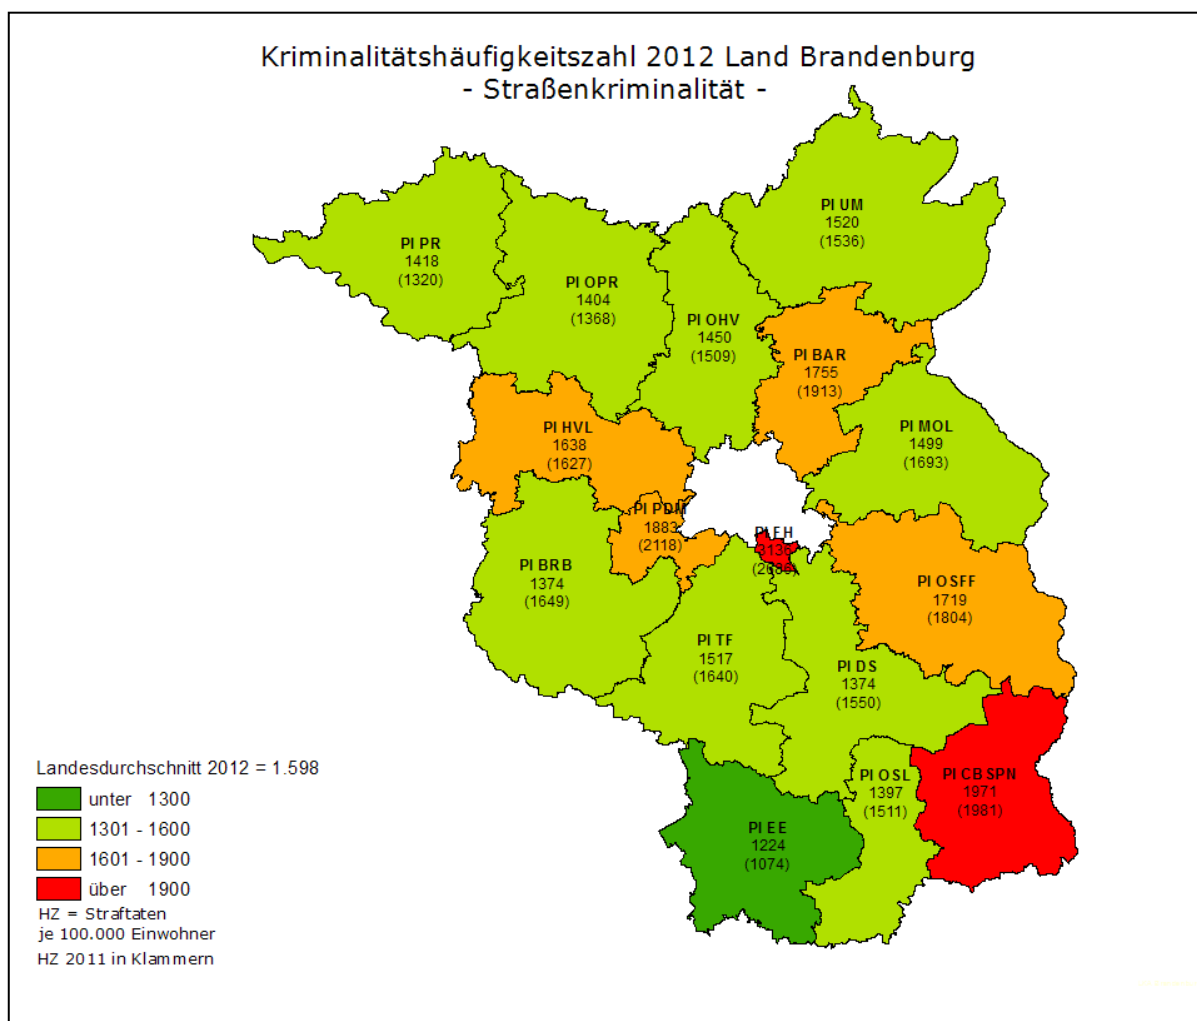 Kriminalitätshäufigkeitszahl 2012 Land Brandenburg
- Straßenkriminalität -
PI UM
1520
(1536)
PI PR
1418
(1320)
PI OPR
1404
(1368)
PI OHV
1450
(1509)
PI BAR
1755
(1913)
PI HVL
1638
(1627)
PI MOL
1499
(1693)
PI PDM
1883
(2118)
PI FH
3136
PI BRB
1374
(1649)
PI OSFF
1719
(1804)
PI TF
1517
(1640)
PI DS
1374
(1550)
PI OSL
1397
(1511)
PI CB SPN
1971
(1981)
PI EE
1224
(1074)
Landesdurchschnitt 2012 = 1.598
unter 1300
1301 - 1600
1601 - 1900
über 1900
HZ = Straftaten
je 100.000 Einwohner
HZ 2011 in Klammern